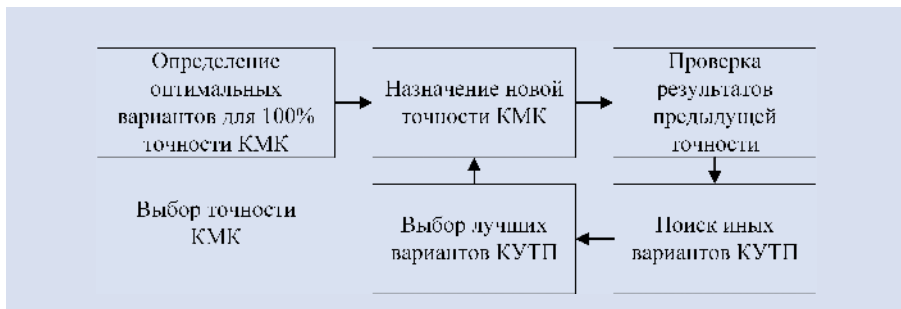 Определение
оптимальных
вариантов для 100%
точности КМК
Назначение новой
точности КМК
Проверка
результатов
предыдущей
точности
Выбор точности
КМК
Выбор лучших
вариантов КУТП
Поиск иных
вариантов КУТП